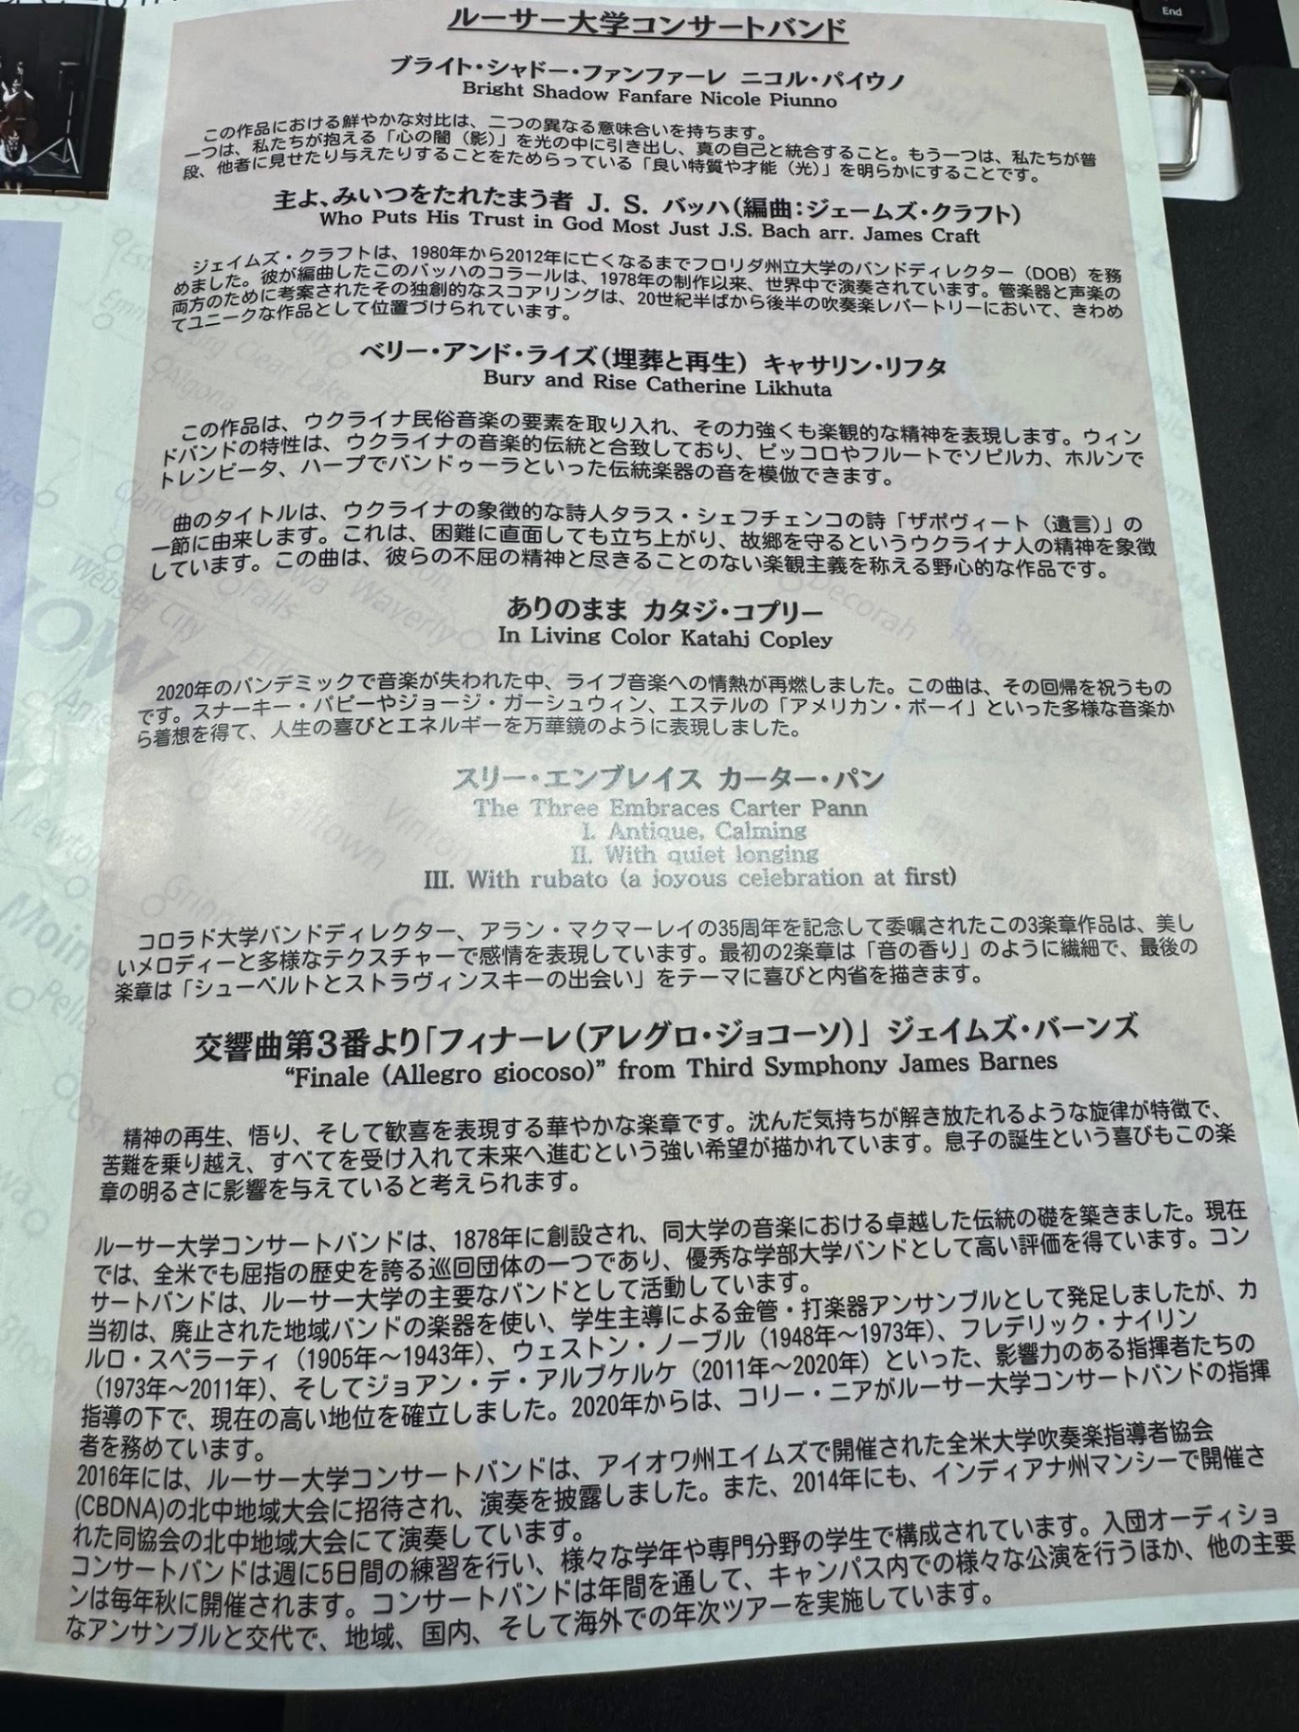 End
ルーサー大学コンサートバンド
ブライト・シャドー・ファンファーレ ニコル・パイウノ
Bright Shadow Fanfare Nicole Piunno
この作品における鮮やかな対比は、二つの異なる意味合いを持ちます。
一つは、私たちが抱える「心の闇（影）」を光の中に引き出し、真の自己と統合すること。もう一つは、私たちが普
段、他者に見せたり与えたりすることをためらっている「良い特質や才能（光）」を明らかにすることです。
主よ、みいつをたれたまう者 J. S. バッハ（編曲：ジェームズ・クラフト）
Who Puts His Trust in God Most Just J.S. Bach arr. James Craft
ジェイムズ・クラフトは、1980年から2012年に亡くなるまでフロリダ州立大学のバンドディレクター（DOB）を務
めました。彼が編曲したこのバッハのコラールは、1978年の制作以来、世界中で演奏されています。管楽器と声楽の
両方のために考案されたその独創的なスコアリングは、20世紀半ばから後半の吹奏楽レパートリーにおいて、きわめ
てユニークな作品として位置づけられています。
ベリー・アンド・ライズ（埋葬と再生） キャサリン・リフタ
Bury and Rise Catherine Likhuta
この作品は、ウクライナ民俗音楽の要素を取り入れ、その力強くも楽観的な精神を表現します。ウィン
ドバンドの特性は、ウクライナの音楽的伝統と合致しており、ピッコロやフルートでソピルカ、ホルンで
トレンビータ、ハープでバンドゥーラといった伝統楽器の音を模倣できます。
曲のタイトルは、ウクライナの象徴的な詩人タラス・シェフチェンコの詩「ザポヴィート（遺言）」の
一節に由来します。これは、困難に直面しても立ち上がり、故郷を守るというウクライナ人の精神を象徴
しています。この曲は、彼らの不屈の精神と尽きることのない楽観主義を称える野心的な作品です。
ありのまま カタジ・コプリー
In Living Color Katahj Copley
2020年のパンデミックで音楽が失われた中、ライブ音楽への情熱が再燃しました。この曲は、その回帰を祝うもの
です。スナーキー・パピーやジョージ・ガーシュウィン、エステルの「アメリカン・ボーイ」といった多様な音楽か
ら着想を得て、人生の喜びとエネルギーを万華鏡のように表現しました。
スリー・エンブレイス カーター・パン
The Three Embraces Carter Pann
I. Antique, Calming
II. With quiet longing
III. With rubato (a joyous celebration at first)
コロラド大学バンドディレクター、アラン・マクマーレイの35周年を記念して委嘱されたこの3楽章作品は、美し
いメロディーと多様なテクスチャーで感情を表現しています。最初の2楽章は「音の香り」のように繊細で、最後の
楽章は「シューベルトとストラヴィンスキーの出会い」をテーマに喜びと内省を描きます。
交響曲第３番より「フィナーレ（アレグロ・ジョコーソ）」 ジェイムズ・バーンズ
“Finale (Allegro giocoso)” from Third Symphony James Barnes
精神の再生、悟り、そして歓喜を表現する華やかな楽章です。沈んだ気持ちが解き放たれるような旋律が特徴で、
苦難を乗り越え、すべてを受け入れて未来へ進むという強い希望が描かれています。息子の誕生という喜びもこの楽
章の明るさに影響を与えていると考えられます。
ルーサー大学コンサートバンドは、1878年に創設され、同大学の音楽における卓越した伝統の礎を築きました。現在
では、全米でも屈指の歴史を誇る巡回団体の一つであり、優秀な学部大学バンドとして高い評価を得ています。コン
サートバンドは、ルーサー大学の主要なバンドとして活動しています。
当初は、廃止された地域バンドの楽器を使い、学生主導による金管・打楽器アンサンブルとして発足しましたが、カ
ルロ・スペラーティ（1905年～1943年）、ウェストン・ノーブル（1948年～1973年）、フレデリック・ナイリン
（1973年～2011年）、そしてジョアン・デ・アルブケルケ（2011年～2020年）といった、影響力のある指揮者たちの
指導の下で、現在の高い地位を確立しました。2020年からは、コリー・ニアがルーサー大学コンサートバンドの指揮
者を務めています。
2016年には、ルーサー大学コンサートバンドは、アイオワ州エイムズで開催された全米大学吹奏楽指導者協会
(CBDNA)の北中地域大会に招待され、演奏を披露しました。また、2014年にも、インディアナ州マンシーで開催さ
れた同協会の北中地域大会にて演奏しています。
コンサートバンドは週に5日間の練習を行い、様々な学年や専門分野の学生で構成されています。入団オーディショ
ンは毎年秋に開催されます。コンサートバンドは年間を通して、キャンパス内での様々な公演を行うほか、他の主要
なアンサンブルと交代で、地域、国内、そして海外での年次ツアーを実施しています。